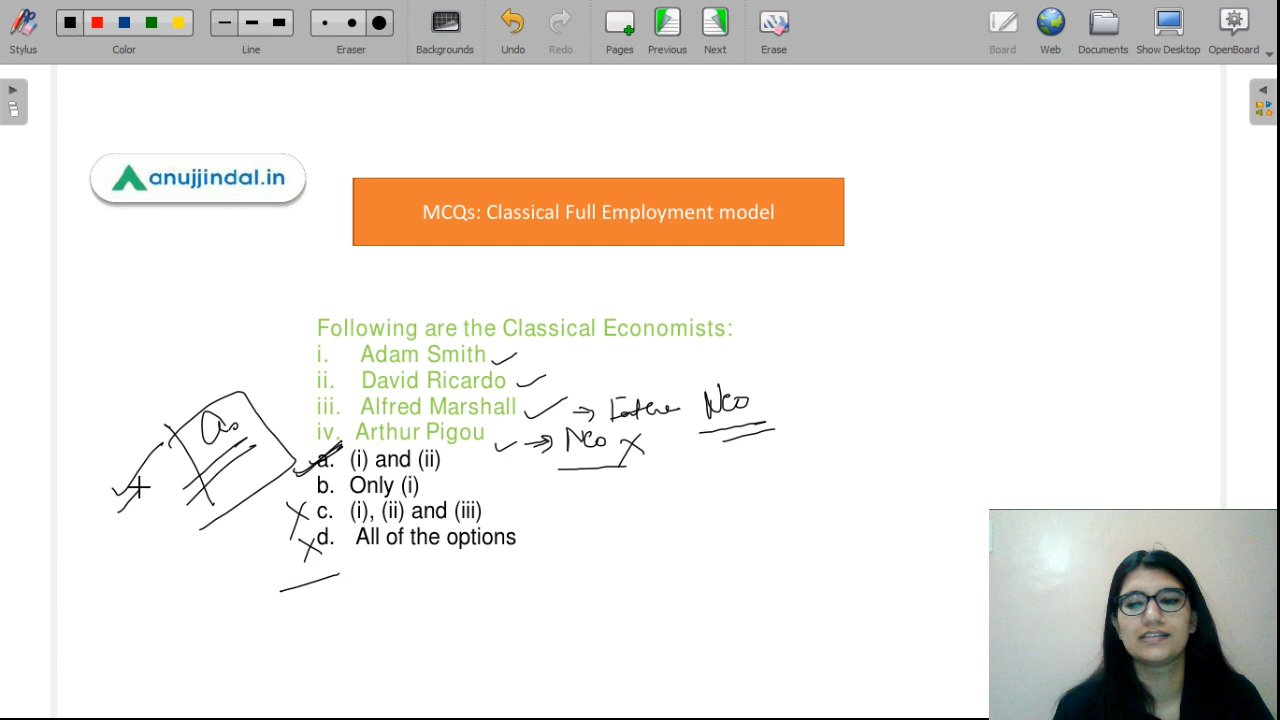 Stylus
Color
Line
Eraser
Backgrounds
Undo
Redo
Pages
Previous
Next
Erase
Board
Web
Documents
Show Desktop
OpenBoard
anujjindal.in
MCQs: Classical Full Employment model
Following are the Classical Economists:
i. Adam Smith
ii. David Ricardo
iii. Alfred Marshall → Neo
iv. Arthur Pigou → Neo
a. (i) and (ii)
b. Only (i)
c. (i), (ii) and (iii)
d. All of the options
a.